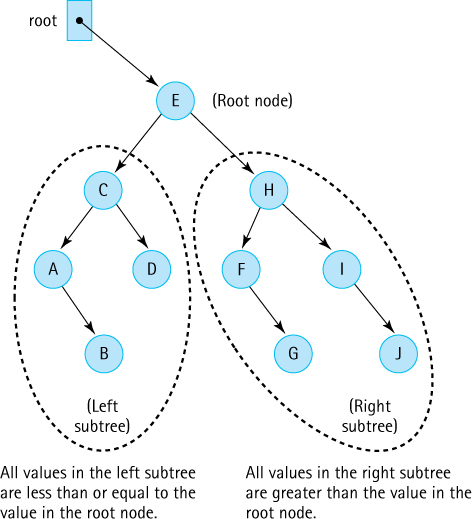 root
E (Root node)
C H
A D F I
B G J
(Left
subtree)
(Right
subtree)
All values in the left subtree
are less than or equal to the
value in the root node.
All values in the right subtree
are greater than the value in the
root node.